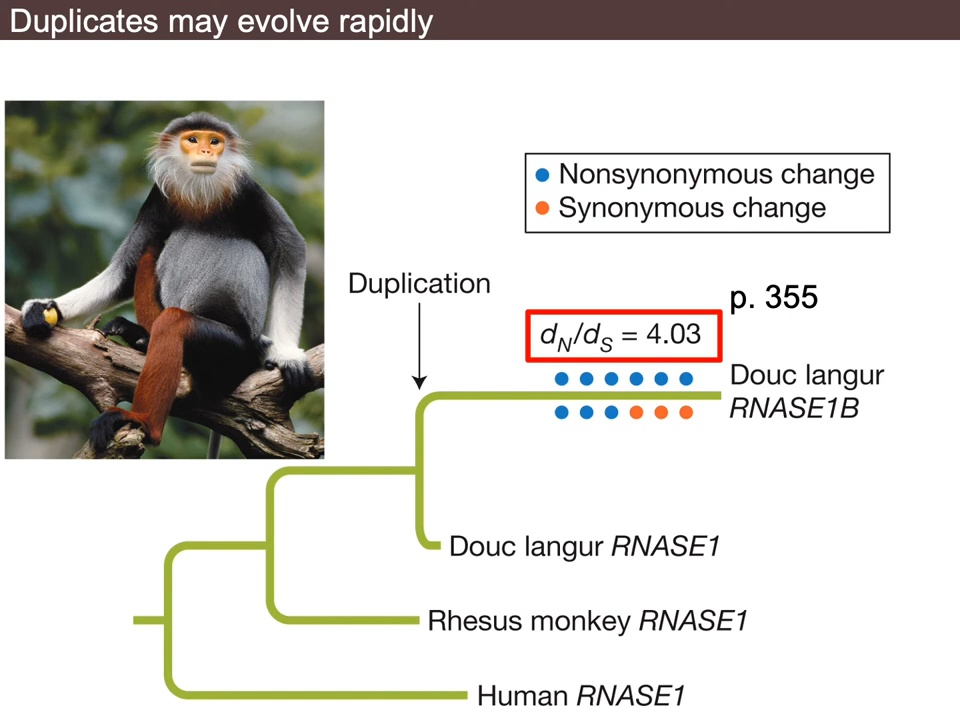 Duplicates may evolve rapidly
Nonsynonymous change
Synonymous change
Duplication
p. 355
dN/dS = 4.03
Douc langur
RNASE1B
Douc langur RNASE1
Rhesus monkey RNASE1
Human RNASE1